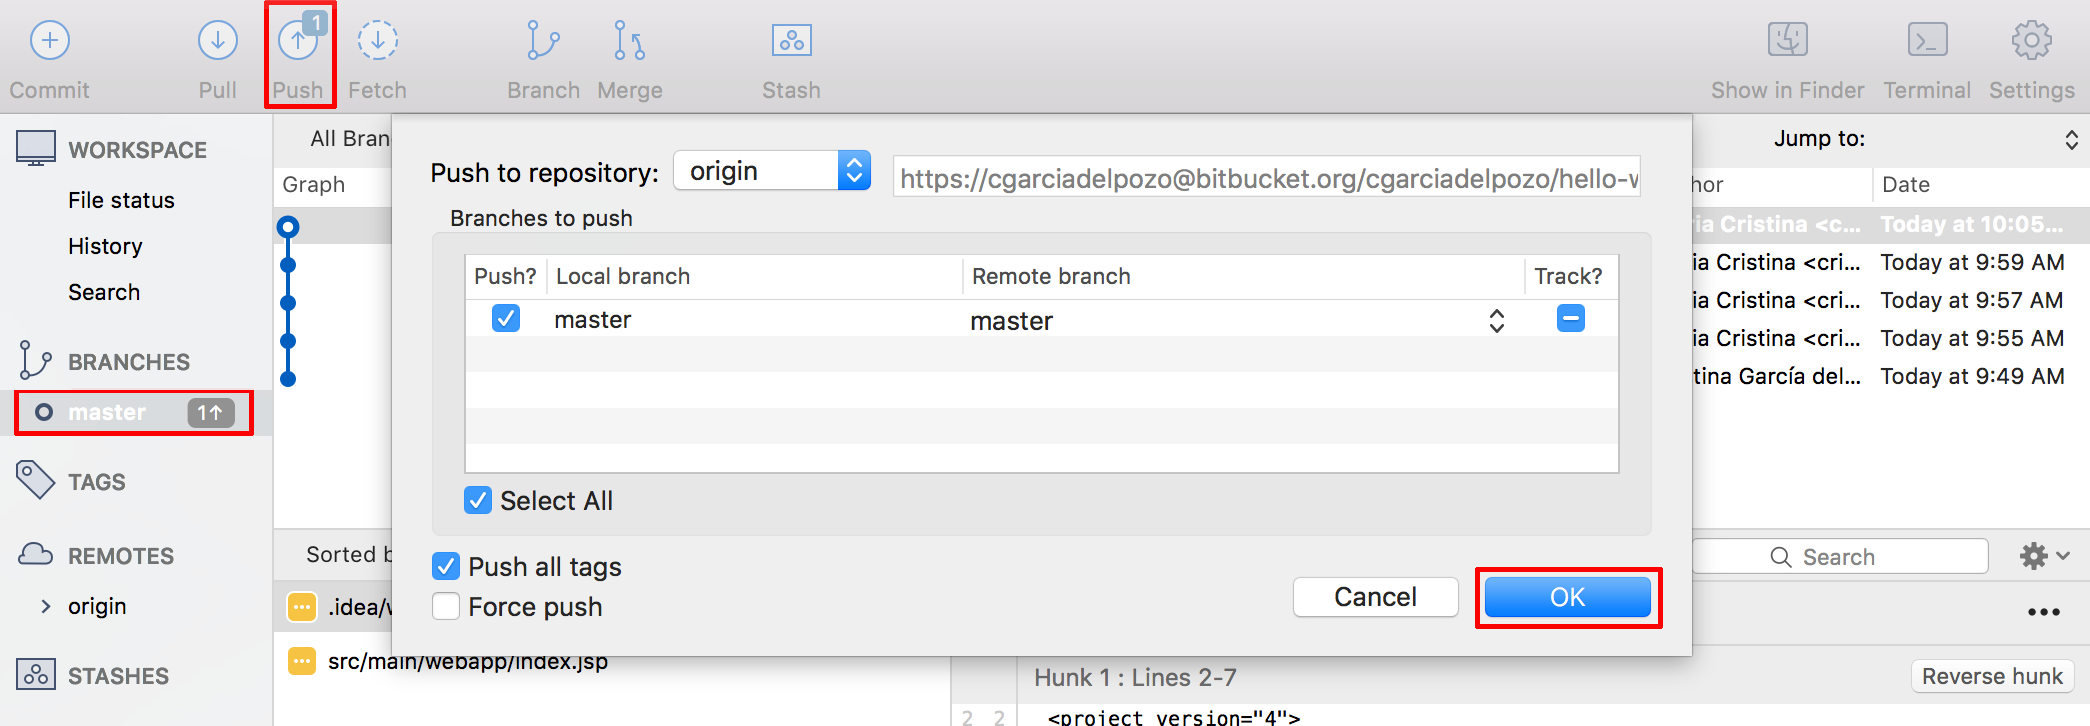 1
Commit Pull Push Fetch Branch Merge Stash Show in Finder Terminal Settings
WORKSPACE
File status
History
Search
BRANCHES
master 1↑
TAGS
REMOTES
origin
STASHES
All Bran
Jump to:
Graph
hor Date
ria Cristina <c... Today at 10:05...
ia Cristina <cri... Today at 9:59 AM
ia Cristina <cri... Today at 9:57 AM
ia Cristina <cri... Today at 9:55 AM
tina García del... Today at 9:49 AM
Push to repository: origin https://cgarciadelpozo@bitbucket.org/cgarciadelpozo/hello-w
Branches to push
Push? Local branch Remote branch Track?
master master
Select All
Push all tags
Force push
Cancel OK
Sorted b
Search
.idea/w
src/main/webapp/index.jsp
Hunk 1 : Lines 2-7 Reverse hunk
2 2 <project version="4">